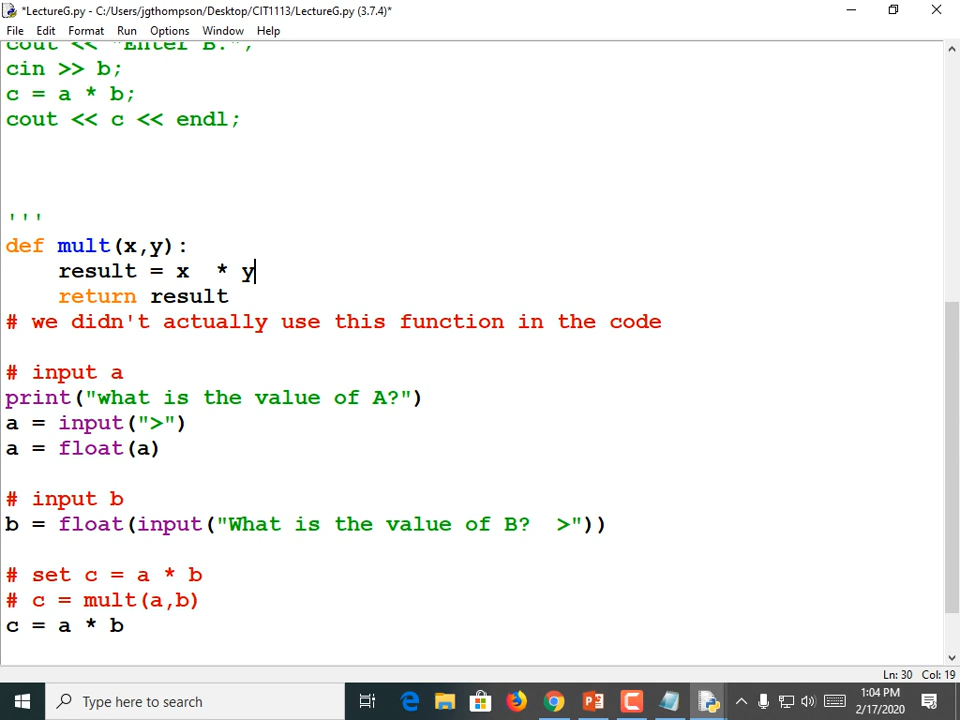 *LectureG.py - C:/Users/jgthompson/Desktop/CIT1113/LectureG.py (3.7.4)*
File Edit Format Run Options Window Help
cout << "Enter B:";
cin >> b;
c = a * b;
cout << c << endl;
'''
def mult(x,y):
    result = x  * y
    return result
# we didn't actually use this function in the code
# input a
print("what is the value of A?")
a = input(">")
a = float(a)
# input b
b = float(input("What is the value of B?  >"))
# set c = a * b
# c = mult(a,b)
c = a * b
Ln: 30 Col: 19
Type here to search
1:04 PM
2/17/2020